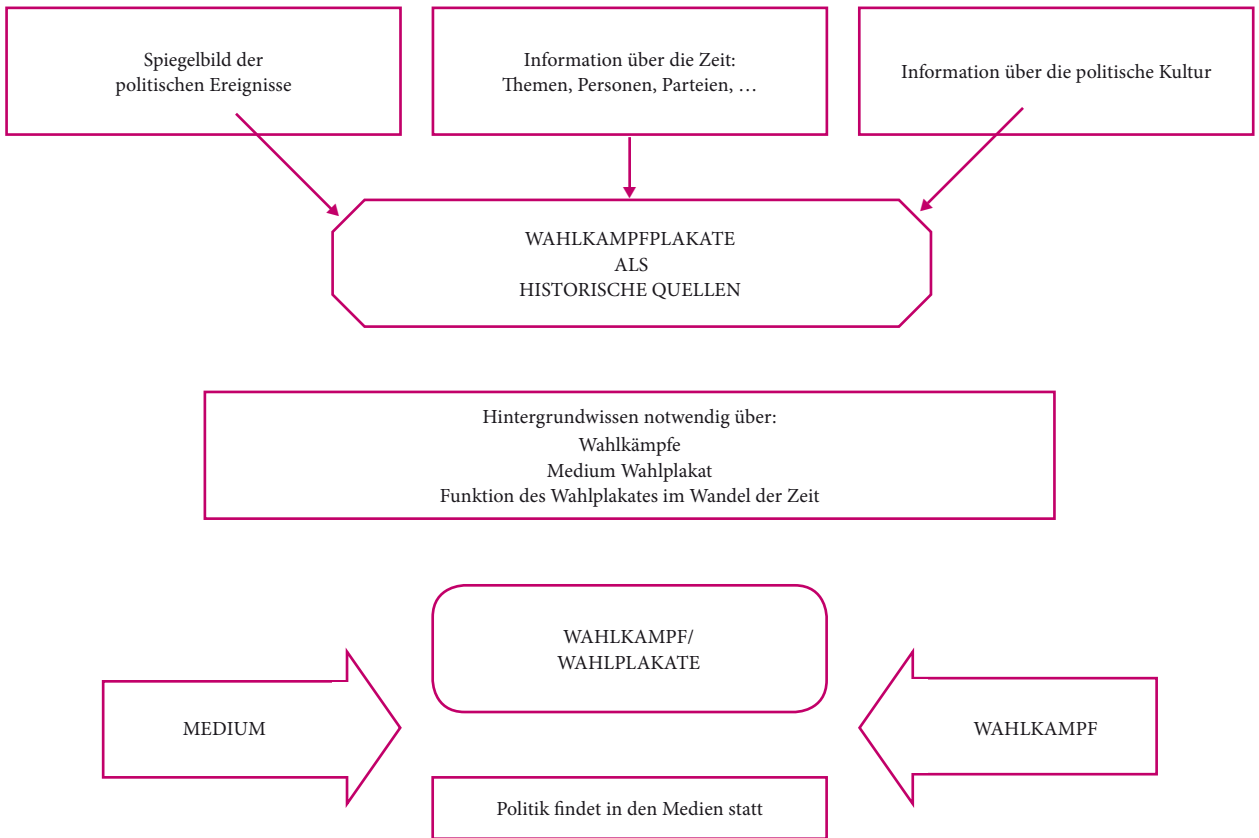 Spiegelbild der
politischen Ereignisse
Information über die Zeit:
Themen, Personen, Parteien, …
Information über die politische Kultur
WAHLKAMPFPLAKATE
ALS
HISTORISCHE QUELLEN
Hintergrundwissen notwendig über:
Wahlkämpfe
Medium Wahlplakat
Funktion des Wahlplakates im Wandel der Zeit
WAHLKAMPF/
WAHLPLAKATE
MEDIUM
WAHLKAMPF
Politik findet in den Medien statt